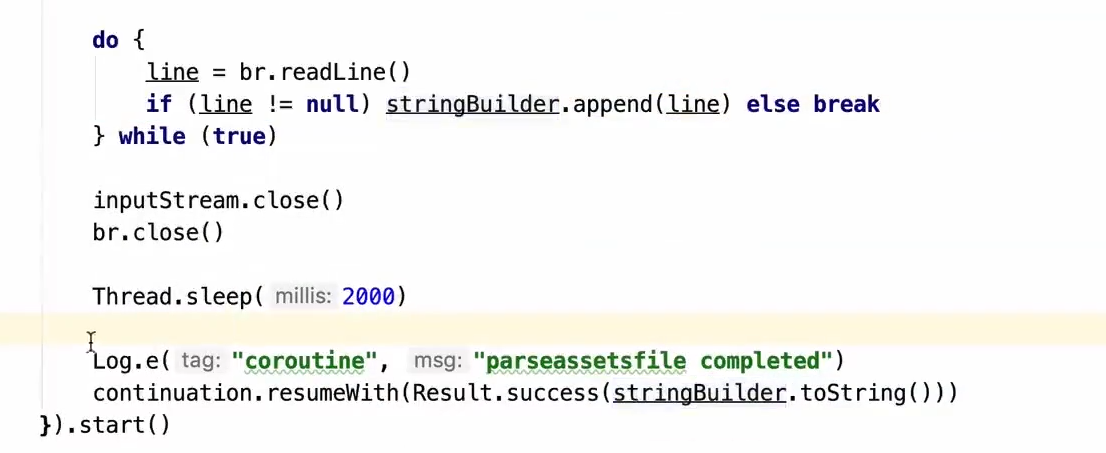 do {
line = br.readLine()
if (line != null) stringBuilder.append(line) else break
} while (true)
inputStream.close()
br.close()
Thread.sleep( millis: 2000)
Log.e( tag: "coroutine", msg: "parseassetsfile completed")
continuation.resumeWith(Result.success(stringBuilder.toString()))
}).start()